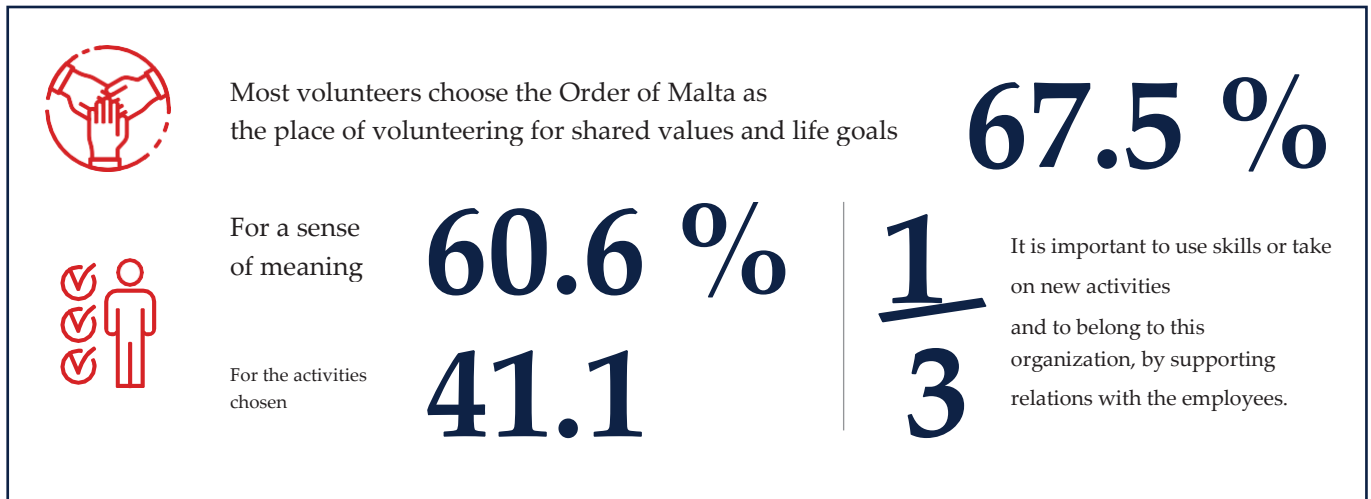 Most volunteers choose the Order of Malta as
the place of volunteering for shared values and life goals
67.5 %
For a sense
of meaning
60.6 %
For the activities
chosen
41.1
1
3
It is important to use skills or take
on new activities
and to belong to this
organization, by supporting
relations with the employees.